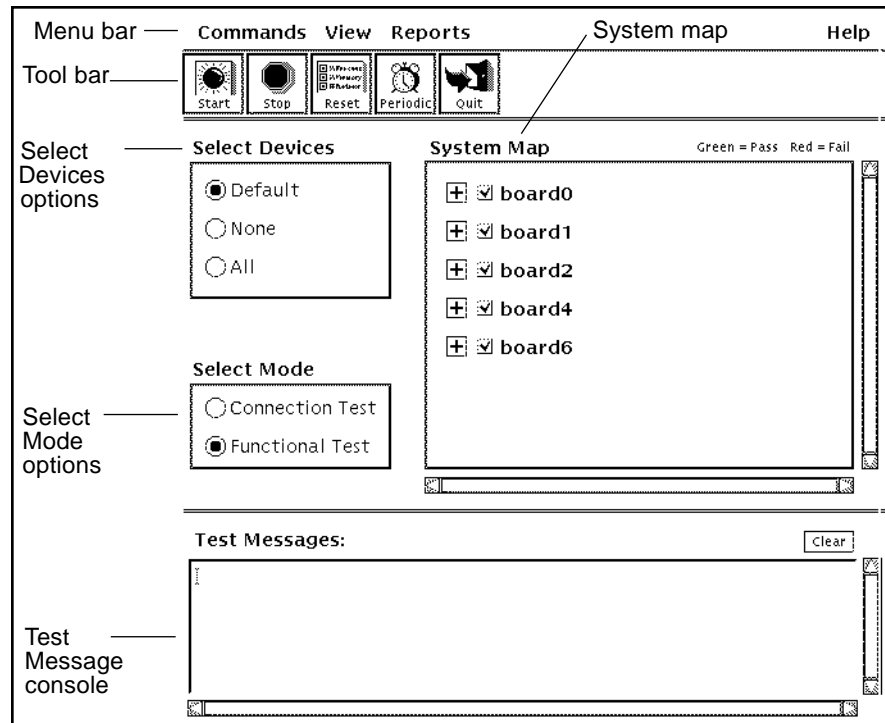 Menu bar
Commands View Reports
System map
Help
Tool bar
Start
Stop
Reset
Periodic
Quit
Select
Devices
options
Select Devices
Default
None
All
System Map
Green = Pass Red = Fail
board0
board1
board2
board4
board6
Select Mode
Connection Test
Functional Test
Select
Mode
options
Test Messages:
Clear
Test
Message
console